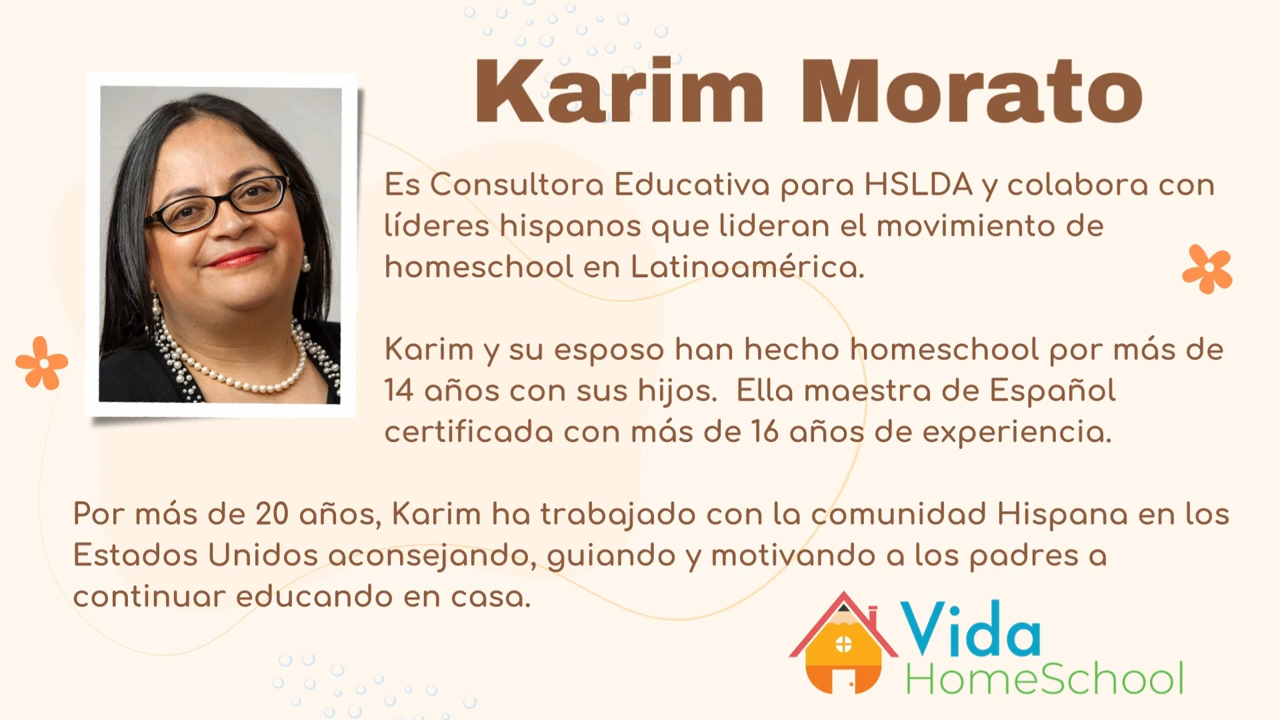 Karim Morato
Es Consultora Educativa para HSLDA y colabora con
líderes hispanos que lideran el movimiento de
homeschool en Latinoamérica.
Karim y su esposo han hecho homeschool por más de
14 años con sus hijos.  Ella maestra de Español
certificada con más de 16 años de experiencia.
Por más de 20 años, Karim ha trabajado con la comunidad Hispana en los
Estados Unidos aconsejando, guiando y motivando a los padres a
continuar educando en casa.
Vida
HomeSchool